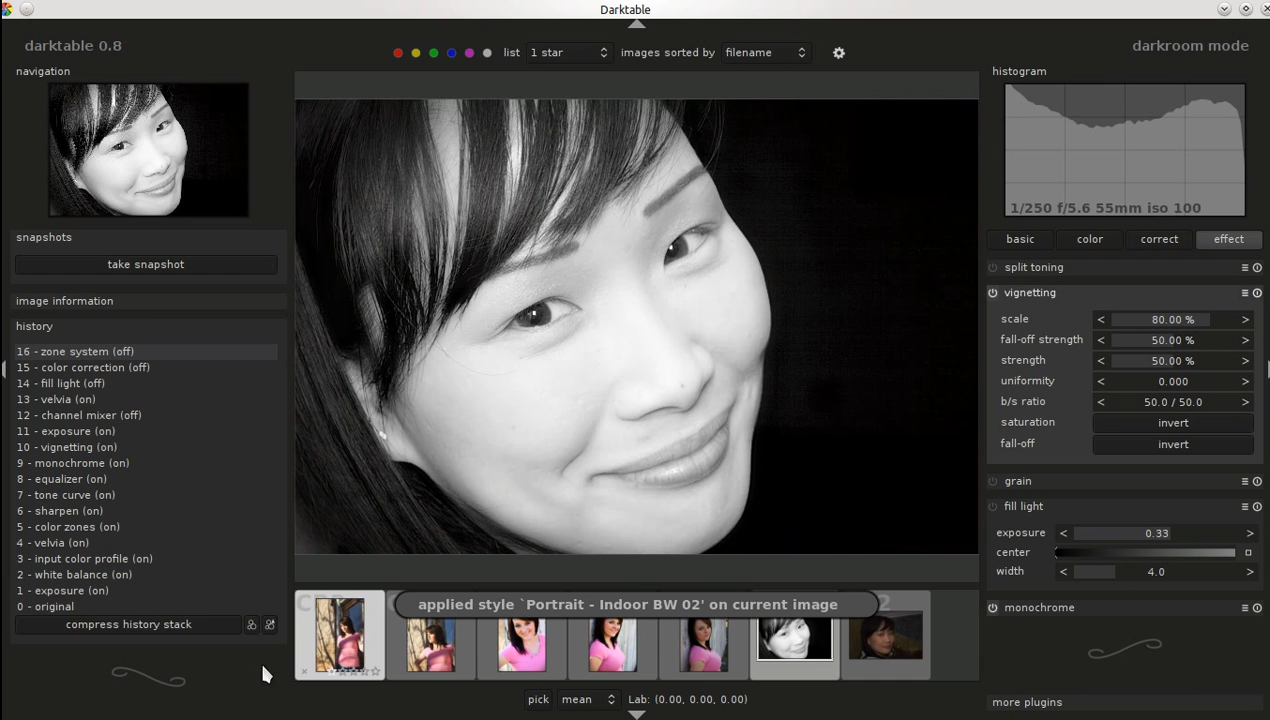 Darktable
darktable 0.8
list 1 star images sorted by filename
darkroom mode
navigation
histogram
1/250 f/5.6 55mm iso 100
snapshots
take snapshot
image information
history
16 - zone system (off)
15 - color correction (off)
14 - fill light (off)
13 - velvia (on)
12 - channel mixer (off)
11 - exposure (on)
10 - vignetting (on)
9 - monochrome (on)
8 - equalizer (on)
7 - tone curve (on)
6 - sharpen (on)
5 - color zones (on)
4 - velvia (on)
3 - input color profile (on)
2 - white balance (on)
1 - exposure (on)
0 - original
compress history stack
basic color correct effect
split toning
vignetting
scale < 80.00 % >
fall-off strength < 50.00 % >
strength < 50.00 % >
uniformity < 0.000 >
b/s ratio < 50.0 / 50.0 >
saturation invert
fall-off invert
grain
fill light
exposure < 0.33 >
center
width < 4.0 >
monochrome
more plugins
applied style `Portrait - Indoor BW 02' on current image
pick mean Lab: (0.00, 0.00, 0.00)